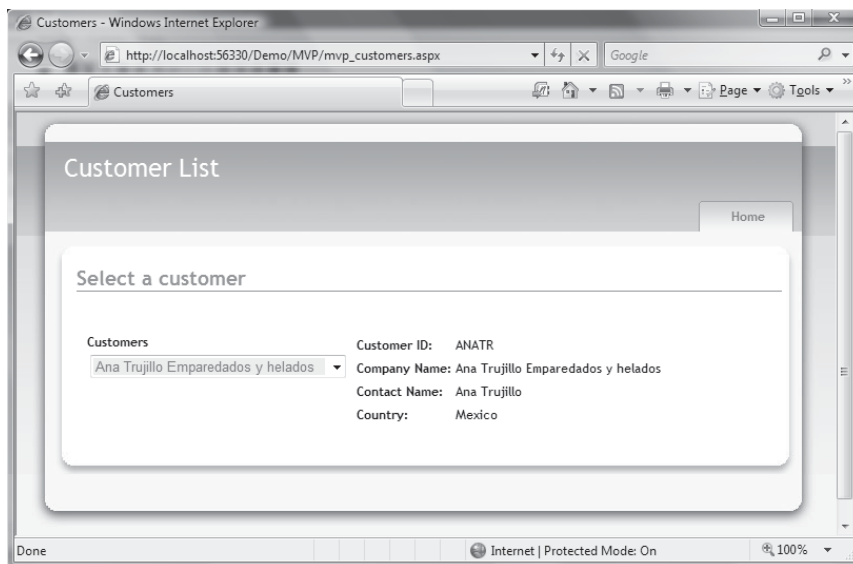 Customers - Windows Internet Explorer
http://localhost:56330/Demo/MVP/mvp_customers.aspx
Google
Customers
Page
Tools
Customer List
Home
Select a customer
Customers
Ana Trujillo Emparedados y helados
Customer ID: ANATR
Company Name: Ana Trujillo Emparedados y helados
Contact Name: Ana Trujillo
Country: Mexico
Done
Internet | Protected Mode: On
100%